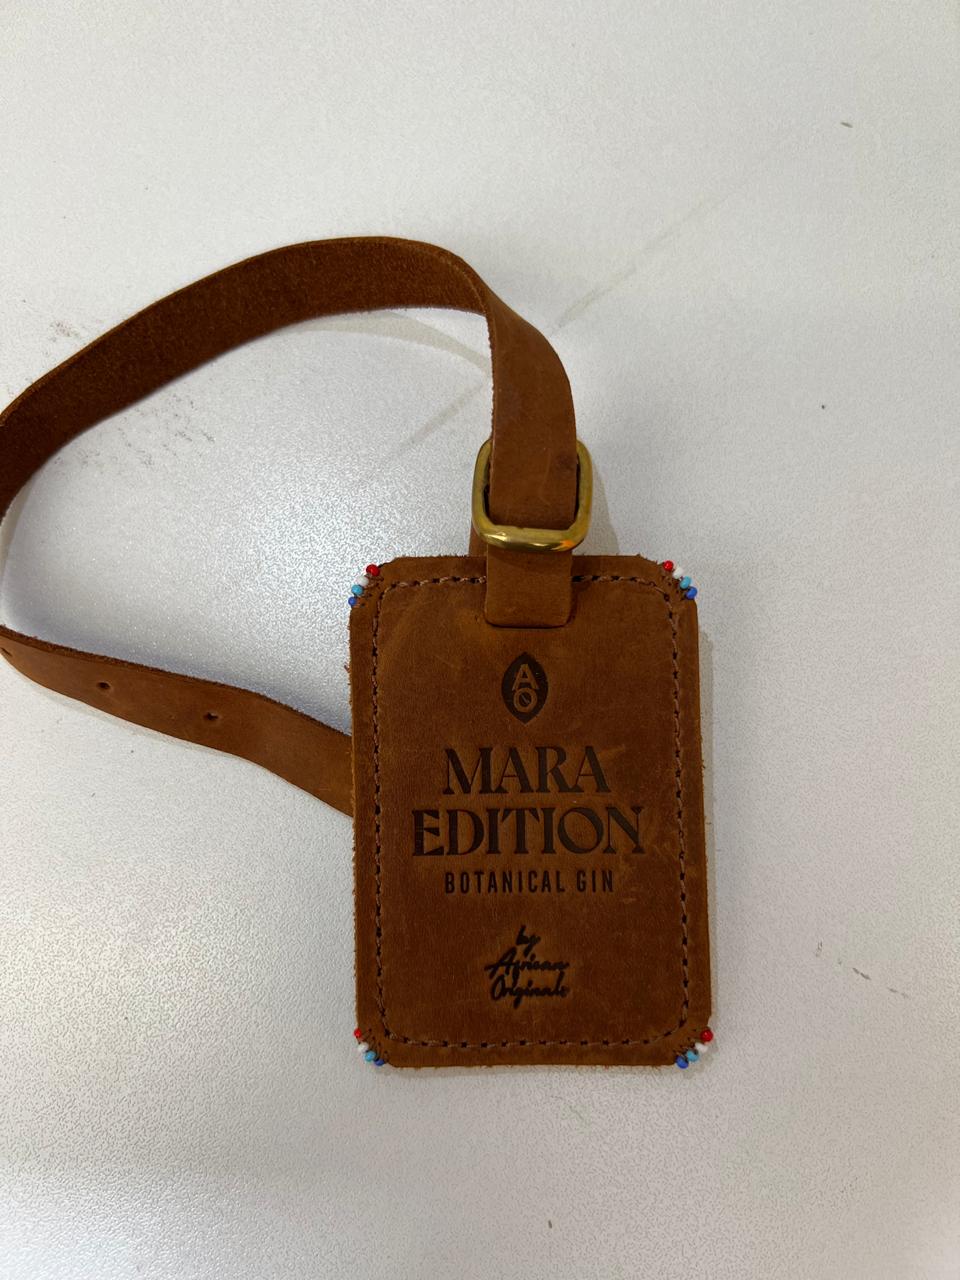 AO
MARA
EDITION
BOTANICAL GIN
by
African
Originals